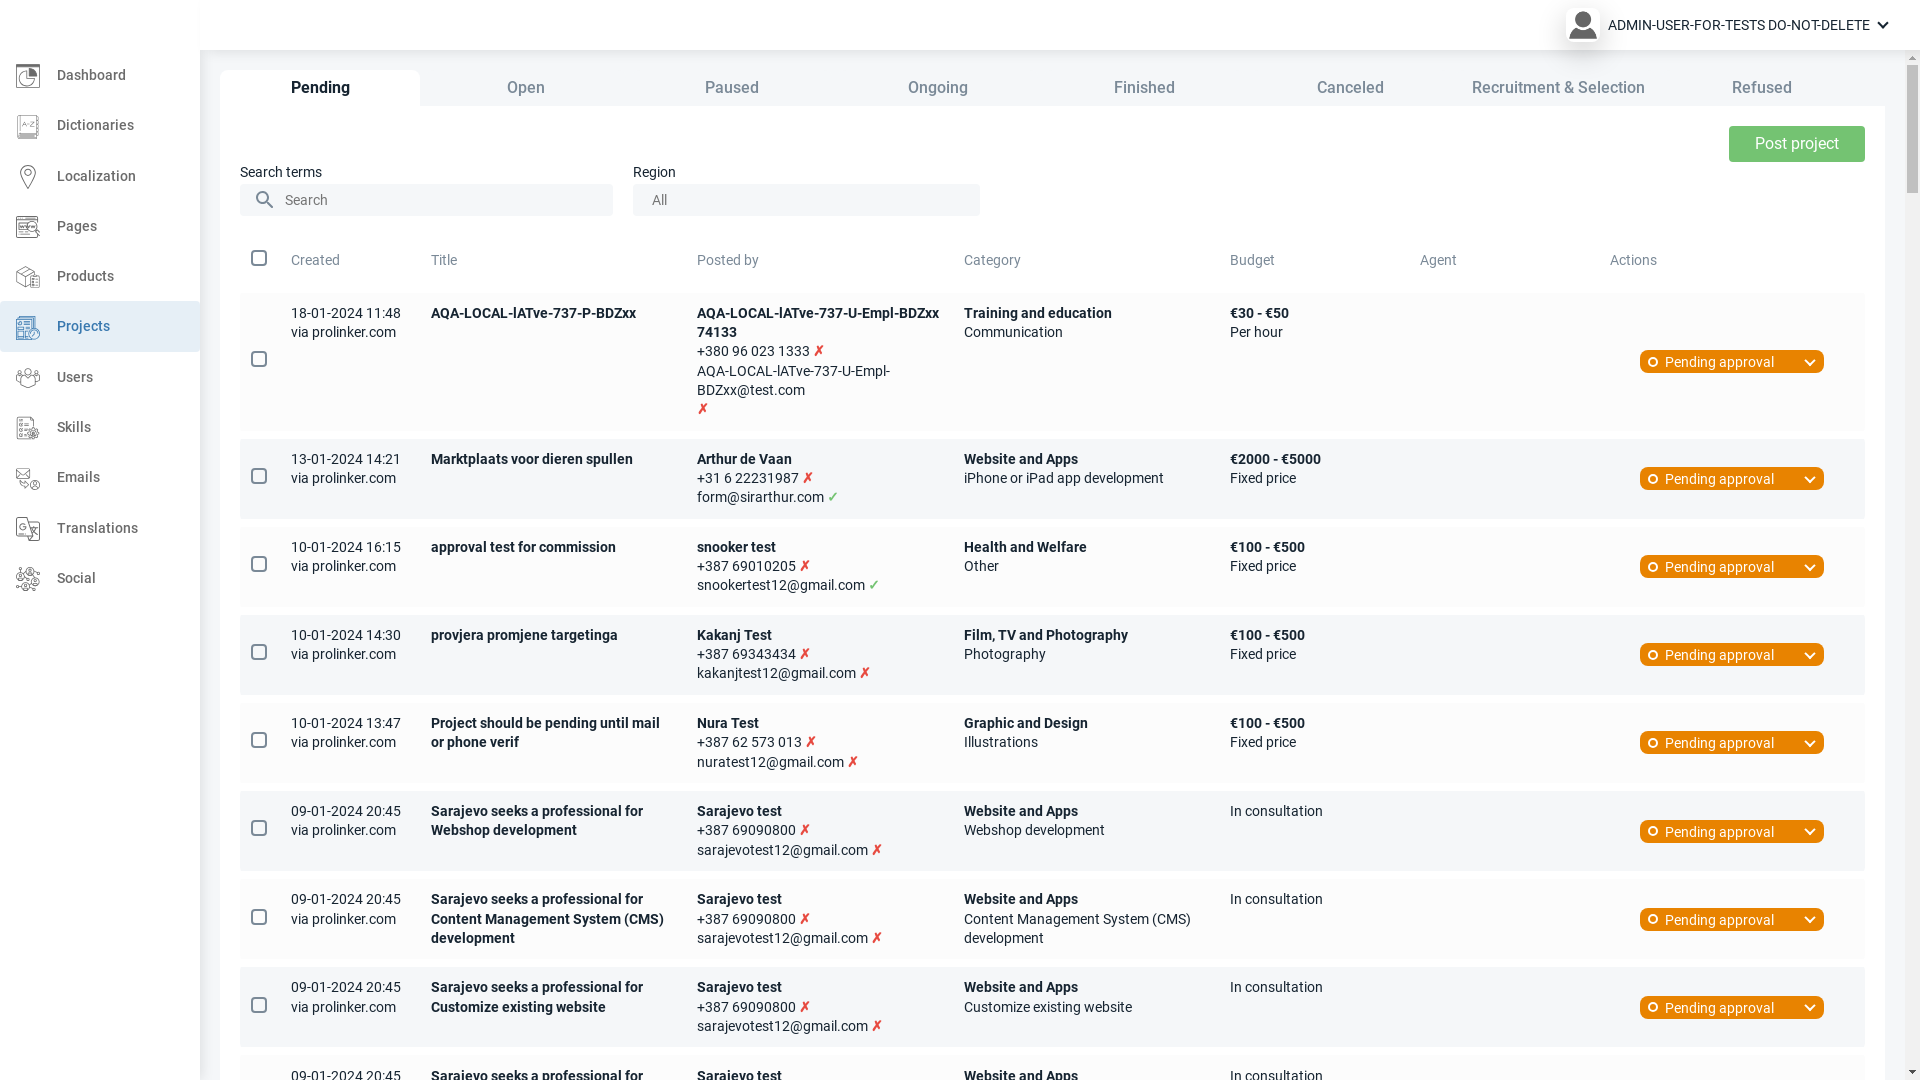 ADMIN-USER-FOR-TESTS DO-NOT-DELETE
Dashboard
Dictionaries
Localization
Pages
Products
Projects
Users
Skills
Emails
Translations
Social
Pending Open Paused Ongoing Finished Canceled Recruitment & Selection Refused
Post project
Search terms
Search
Region
All
Created Title Posted by Category Budget Agent Actions
18-01-2024 11:48
via prolinker.com
AQA-LOCAL-lATve-737-P-BDZxx
AQA-LOCAL-lATve-737-U-Empl-BDZxx
74133
+380 96 023 1333 ✗
AQA-LOCAL-lATve-737-U-Empl-
BDZxx@test.com
✗
Training and education
Communication
€30 - €50
Per hour
Pending approval
13-01-2024 14:21
via prolinker.com
Marktplaats voor dieren spullen
Arthur de Vaan
+31 6 22231987 ✗
form@sirarthur.com ✓
Website and Apps
iPhone or iPad app development
€2000 - €5000
Fixed price
Pending approval
10-01-2024 16:15
via prolinker.com
approval test for commission
snooker test
+387 69010205 ✗
snookertest12@gmail.com ✓
Health and Welfare
Other
€100 - €500
Fixed price
Pending approval
10-01-2024 14:30
via prolinker.com
provjera promjene targetinga
Kakanj Test
+387 69343434 ✗
kakanjtest12@gmail.com ✗
Film, TV and Photography
Photography
€100 - €500
Fixed price
Pending approval
10-01-2024 13:47
via prolinker.com
Project should be pending until mail
or phone verif
Nura Test
+387 62 573 013 ✗
nuratest12@gmail.com ✗
Graphic and Design
Illustrations
€100 - €500
Fixed price
Pending approval
09-01-2024 20:45
via prolinker.com
Sarajevo seeks a professional for
Webshop development
Sarajevo test
+387 69090800 ✗
sarajevotest12@gmail.com ✗
Website and Apps
Webshop development
In consultation
Pending approval
09-01-2024 20:45
via prolinker.com
Sarajevo seeks a professional for
Content Management System (CMS)
development
Sarajevo test
+387 69090800 ✗
sarajevotest12@gmail.com ✗
Website and Apps
Content Management System (CMS)
development
In consultation
Pending approval
09-01-2024 20:45
via prolinker.com
Sarajevo seeks a professional for
Customize existing website
Sarajevo test
+387 69090800 ✗
sarajevotest12@gmail.com ✗
Website and Apps
Customize existing website
In consultation
Pending approval
09-01-2024 20:45
Sarajevo seeks a professional for
Sarajevo test
Website and Apps
In consultation